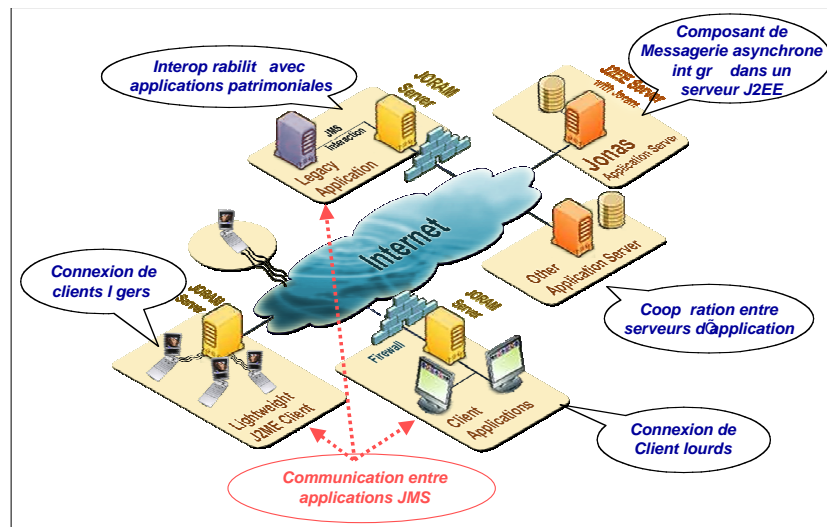 Interop rabilit avec
applications patrimoniales
JORAM
Server
JMS
Interaction
Legacy
Application
Composant de
Messagerie asynchrone
int gr dans un
serveur J2EE
J2EE Server
with Joram
Jonas
Application Server
Internet
Other
Application Server
Coop ration entre
serveurs dÕapplication
Connexion de
clients l gers
JORAM
Server
Lightweight
J2ME Client
Firewall
JORAM
Server
Client
Applications
Connexion de
Client lourds
Communication entre
applications JMS